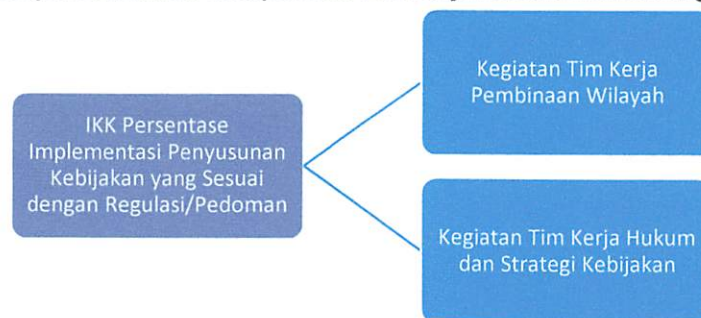 IKK Persentase
Implementasi Penyusunan
Kebijakan yang Sesuai
dengan Regulasi/Pedoman
Kegiatan Tim Kerja
Pembinaan Wilayah
Kegiatan Tim Kerja Hukum
dan Strategi Kebijakan